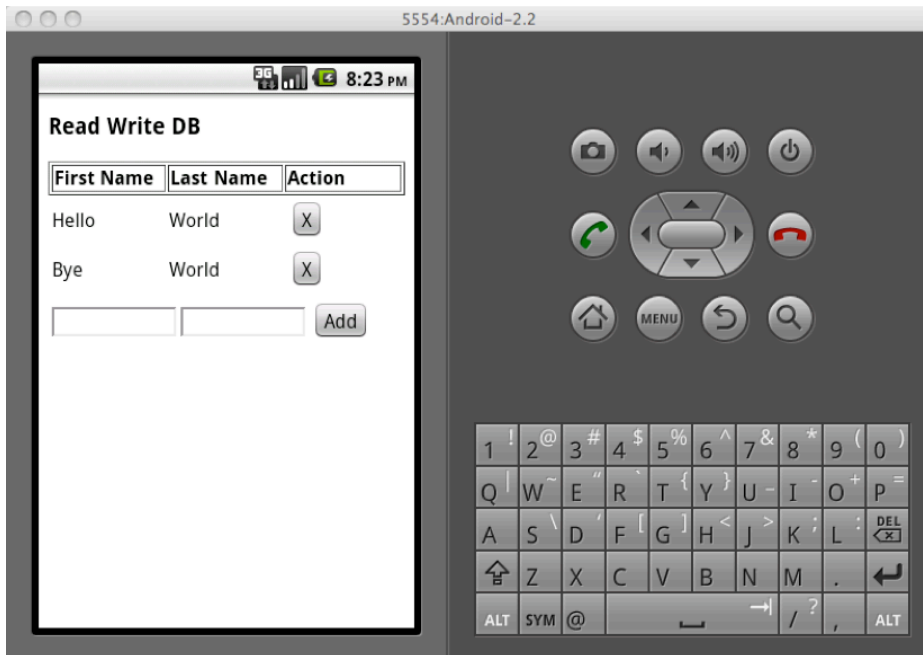 5554:Android-2.2
3G 8:23 PM
Read Write DB
First Name Last Name Action
Hello World X
Bye World X
Add
MENU
1 ! 2 @ 3 # 4 $ 5 % 6 ^ 7 & 8 * 9 ( 0 )
Q | W ~ E " R ` T { Y } U _ I - O + P =
A S \ D ' F [ G ] H < J > K ; L : DEL
Z X C V B N M .
ALT SYM @ / ? , ALT